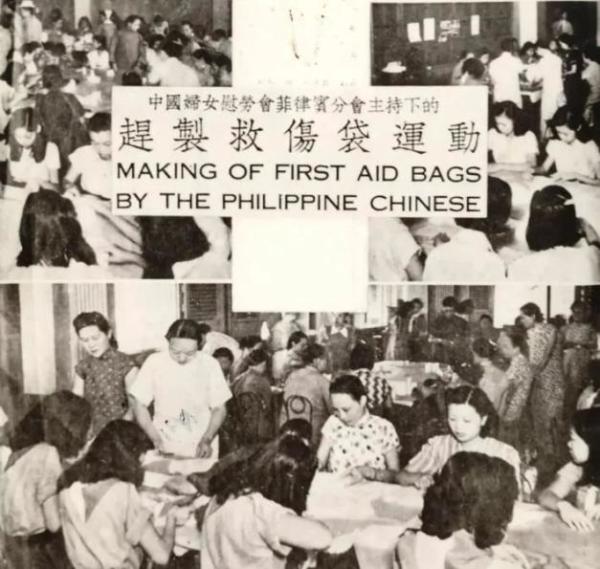 中國婦女慰勞會菲律賓分會主持下的
趕製救傷袋運動
MAKING OF FIRST AID BAGS
BY THE PHILIPPINE CHINESE